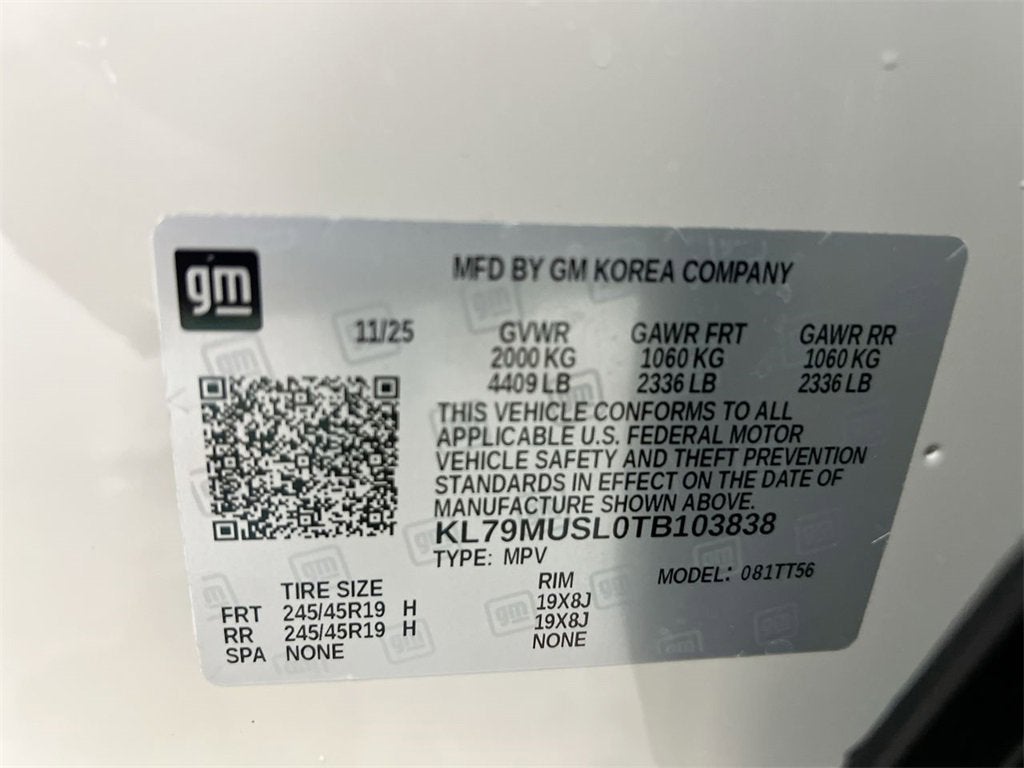 gm
MFD BY GM KOREA COMPANY
11/25 GVWR GAWR FRT GAWR RR
2000 KG 1060 KG 1060 KG
4409 LB 2336 LB 2336 LB
THIS VEHICLE CONFORMS TO ALL
APPLICABLE U.S. FEDERAL MOTOR
VEHICLE SAFETY AND THEFT PREVENTION
STANDARDS IN EFFECT ON THE DATE OF
MANUFACTURE SHOWN ABOVE.
KL79MUSL0TB103838
TYPE: MPV MODEL: 081TT56
TIRE SIZE RIM
FRT 245/45R19 H 19X8J
RR 245/45R19 H 19X8J
SPA NONE NONE